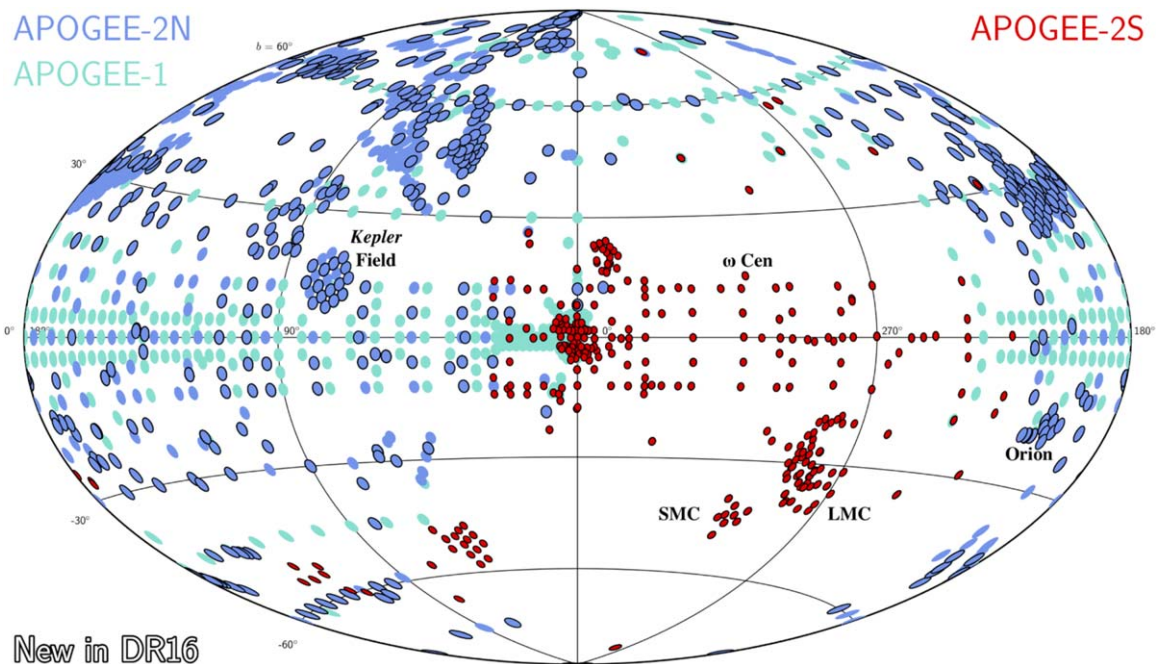 APOGEE-2N
APOGEE-1
APOGEE-2S
b = 60°
30°
Kepler
Field
ω Cen
0°
180°
90°
0°
270°
180°
Orion
SMC
LMC
-30°
-60°
New in DR16